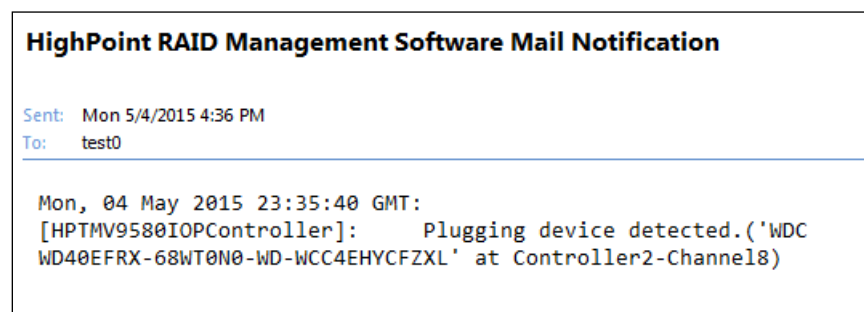 HighPoint RAID Management Software Mail Notification
Sent: Mon 5/4/2015 4:36 PM
To: test0
Mon, 04 May 2015 23:35:40 GMT:
[HPTMV9580IOPController]: Plugging device detected.('WDC
WD40EFRX-68WT0N0-WD-WCC4EHYCFZXL' at Controller2-Channel8)